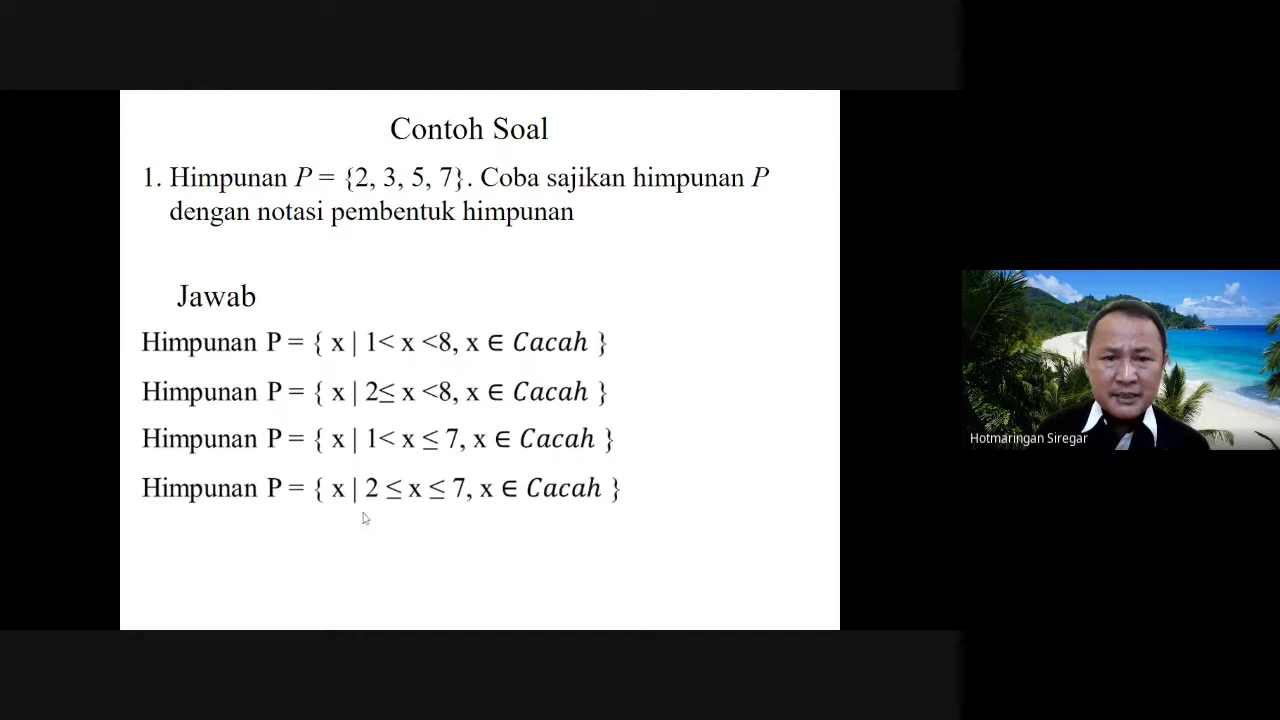 Contoh Soal
1. Himpunan P = {2, 3, 5, 7}. Coba sajikan himpunan P
dengan notasi pembentuk himpunan
Jawab
Himpunan P = { x | 1< x <8, x ∈ Cacah }
Himpunan P = { x | 2≤ x <8, x ∈ Cacah }
Himpunan P = { x | 1< x ≤ 7, x ∈ Cacah }
Himpunan P = { x | 2 ≤ x ≤ 7, x ∈ Cacah }
Hotmaringan Siregar